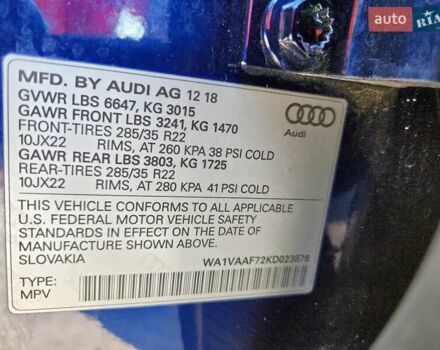 auto
RIA
MFD. BY AUDI AG 12 18
GVWR LBS 6647, KG 3015
GAWR FRONT LBS 3241, KG 1470
FRONT-TIRES 285/35 R22
10JX22 RIMS, AT 260 KPA 38 PSI COLD
GAWR REAR LBS 3803, KG 1725
REAR-TIRES 285/35 R22
10JX22 RIMS, AT 280 KPA 41 PSI COLD
Audi
THIS VEHICLE CONFORMS TO ALL APPLICABLE
U.S. FEDERAL MOTOR VEHICLE SAFETY
STANDARDS IN EFFECT ON THE DATE OF
MANUFACTURE SHOWN ABOVE.
SLOVAKIA WA1VAAF72KD023878
TYPE:
MPV